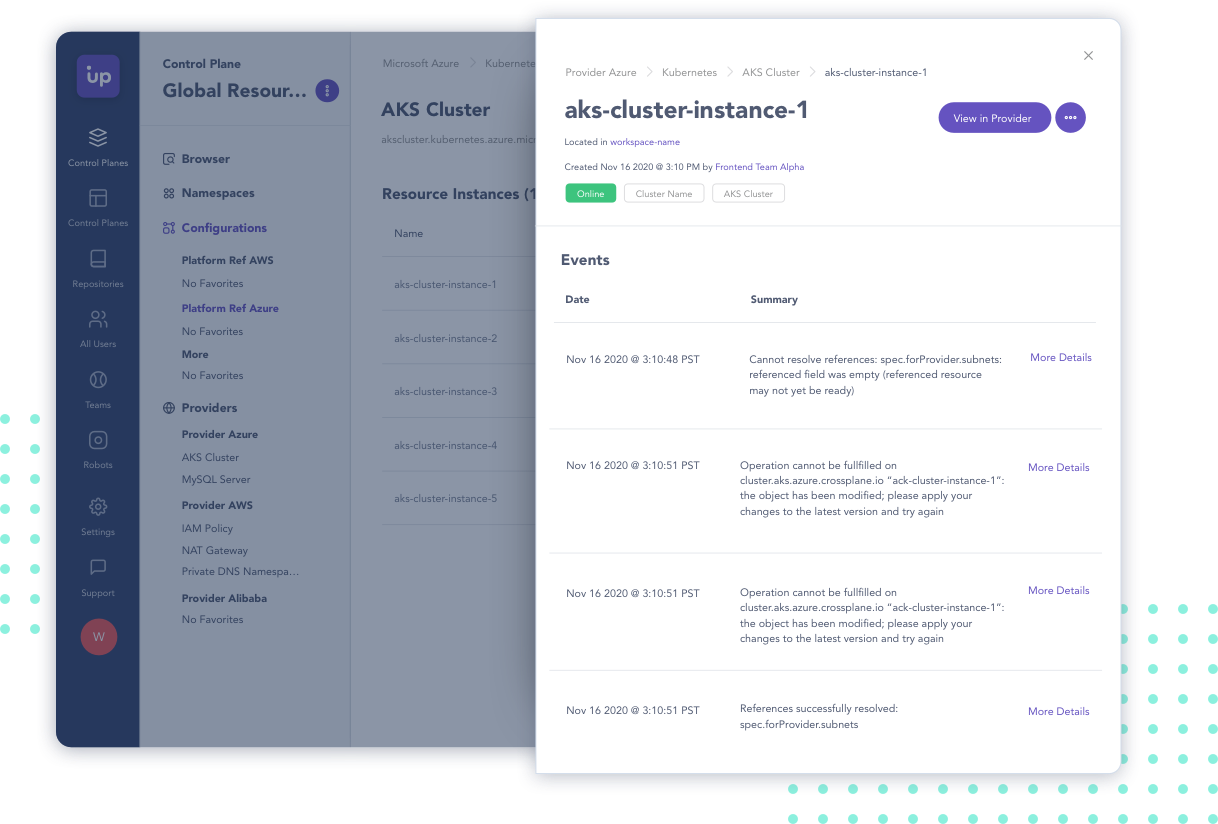 up
Control Planes
Control Planes
Repositories
All Users
Teams
Robots
Settings
Support
W
Control Plane
Global Resour...
Browser
Namespaces
Configurations
Platform Ref AWS
No Favorites
Platform Ref Azure
No Favorites
More
No Favorites
Providers
Provider Azure
AKS Cluster
MySQL Server
Provider AWS
IAM Policy
NAT Gateway
Private DNS Namespa...
Provider Alibaba
No Favorites
Microsoft Azure Kuberne
AKS Cluster
akscluster.kubernetes.azure.micr
Resource Instances (1
Name
aks-cluster-instance-1
aks-cluster-instance-2
aks-cluster-instance-3
aks-cluster-instance-4
aks-cluster-instance-5
Provider Azure Kubernetes AKS Cluster aks-cluster-instance-1
aks-cluster-instance-1
View in Provider
Located in workspace-name
Created Nov 16 2020 @ 3:10 PM by Frontend Team Alpha
Online Cluster Name AKS Cluster
Events
Date Summary
Nov 16 2020 @ 3:10:48 PST
Cannot resolve references: spec.forProvider.subnets:
referenced field was empty (referenced resource
may not yet be ready)
More Details
Nov 16 2020 @ 3:10:51 PST
Operation cannot be fullfilled on
cluster.aks.azure.crossplane.io “ack-cluster-instance-1”:
the object has been modified; please apply your
changes to the latest version and try again
More Details
Nov 16 2020 @ 3:10:51 PST
Operation cannot be fullfilled on
cluster.aks.azure.crossplane.io “ack-cluster-instance-1”:
the object has been modified; please apply your
changes to the latest version and try again
More Details
Nov 16 2020 @ 3:10:51 PST
References successfully resolved:
spec.forProvider.subnets
More Details